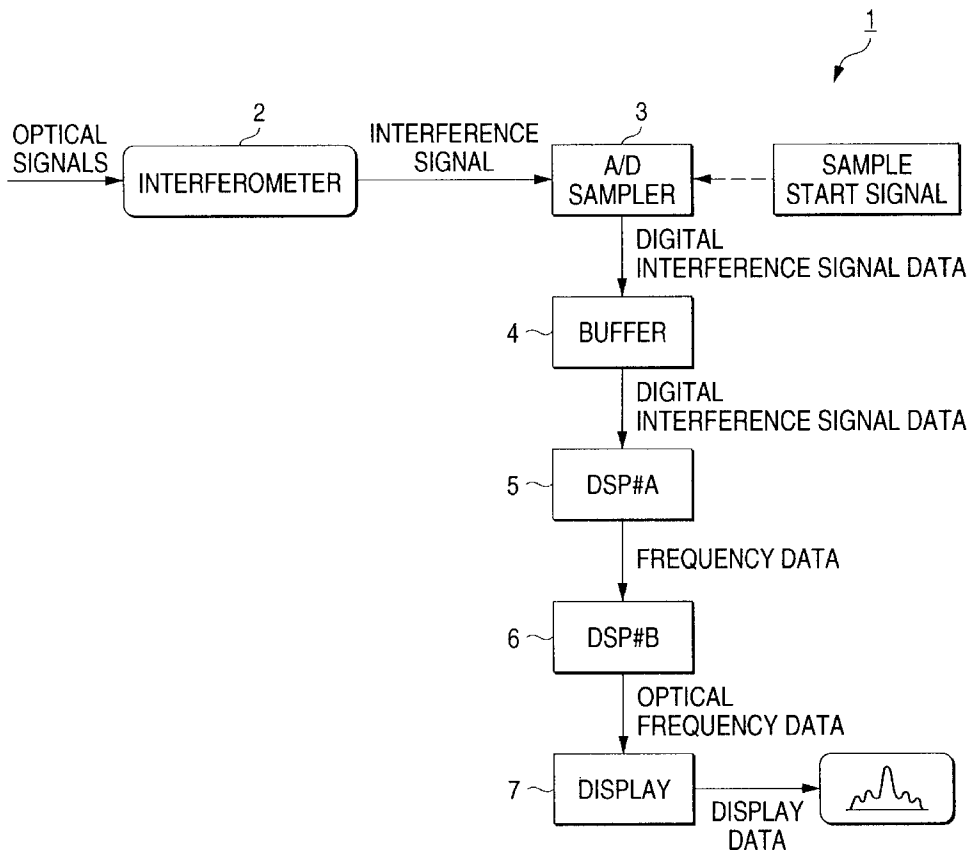 1
OPTICAL
SIGNALS
2
INTERFEROMETER
INTERFERENCE
SIGNAL
3
A/D
SAMPLER
SAMPLE
START SIGNAL
DIGITAL
INTERFERENCE SIGNAL DATA
4
BUFFER
DIGITAL
INTERFERENCE SIGNAL DATA
5
DSP#A
FREQUENCY DATA
6
DSP#B
OPTICAL
FREQUENCY DATA
7
DISPLAY
DISPLAY
DATA